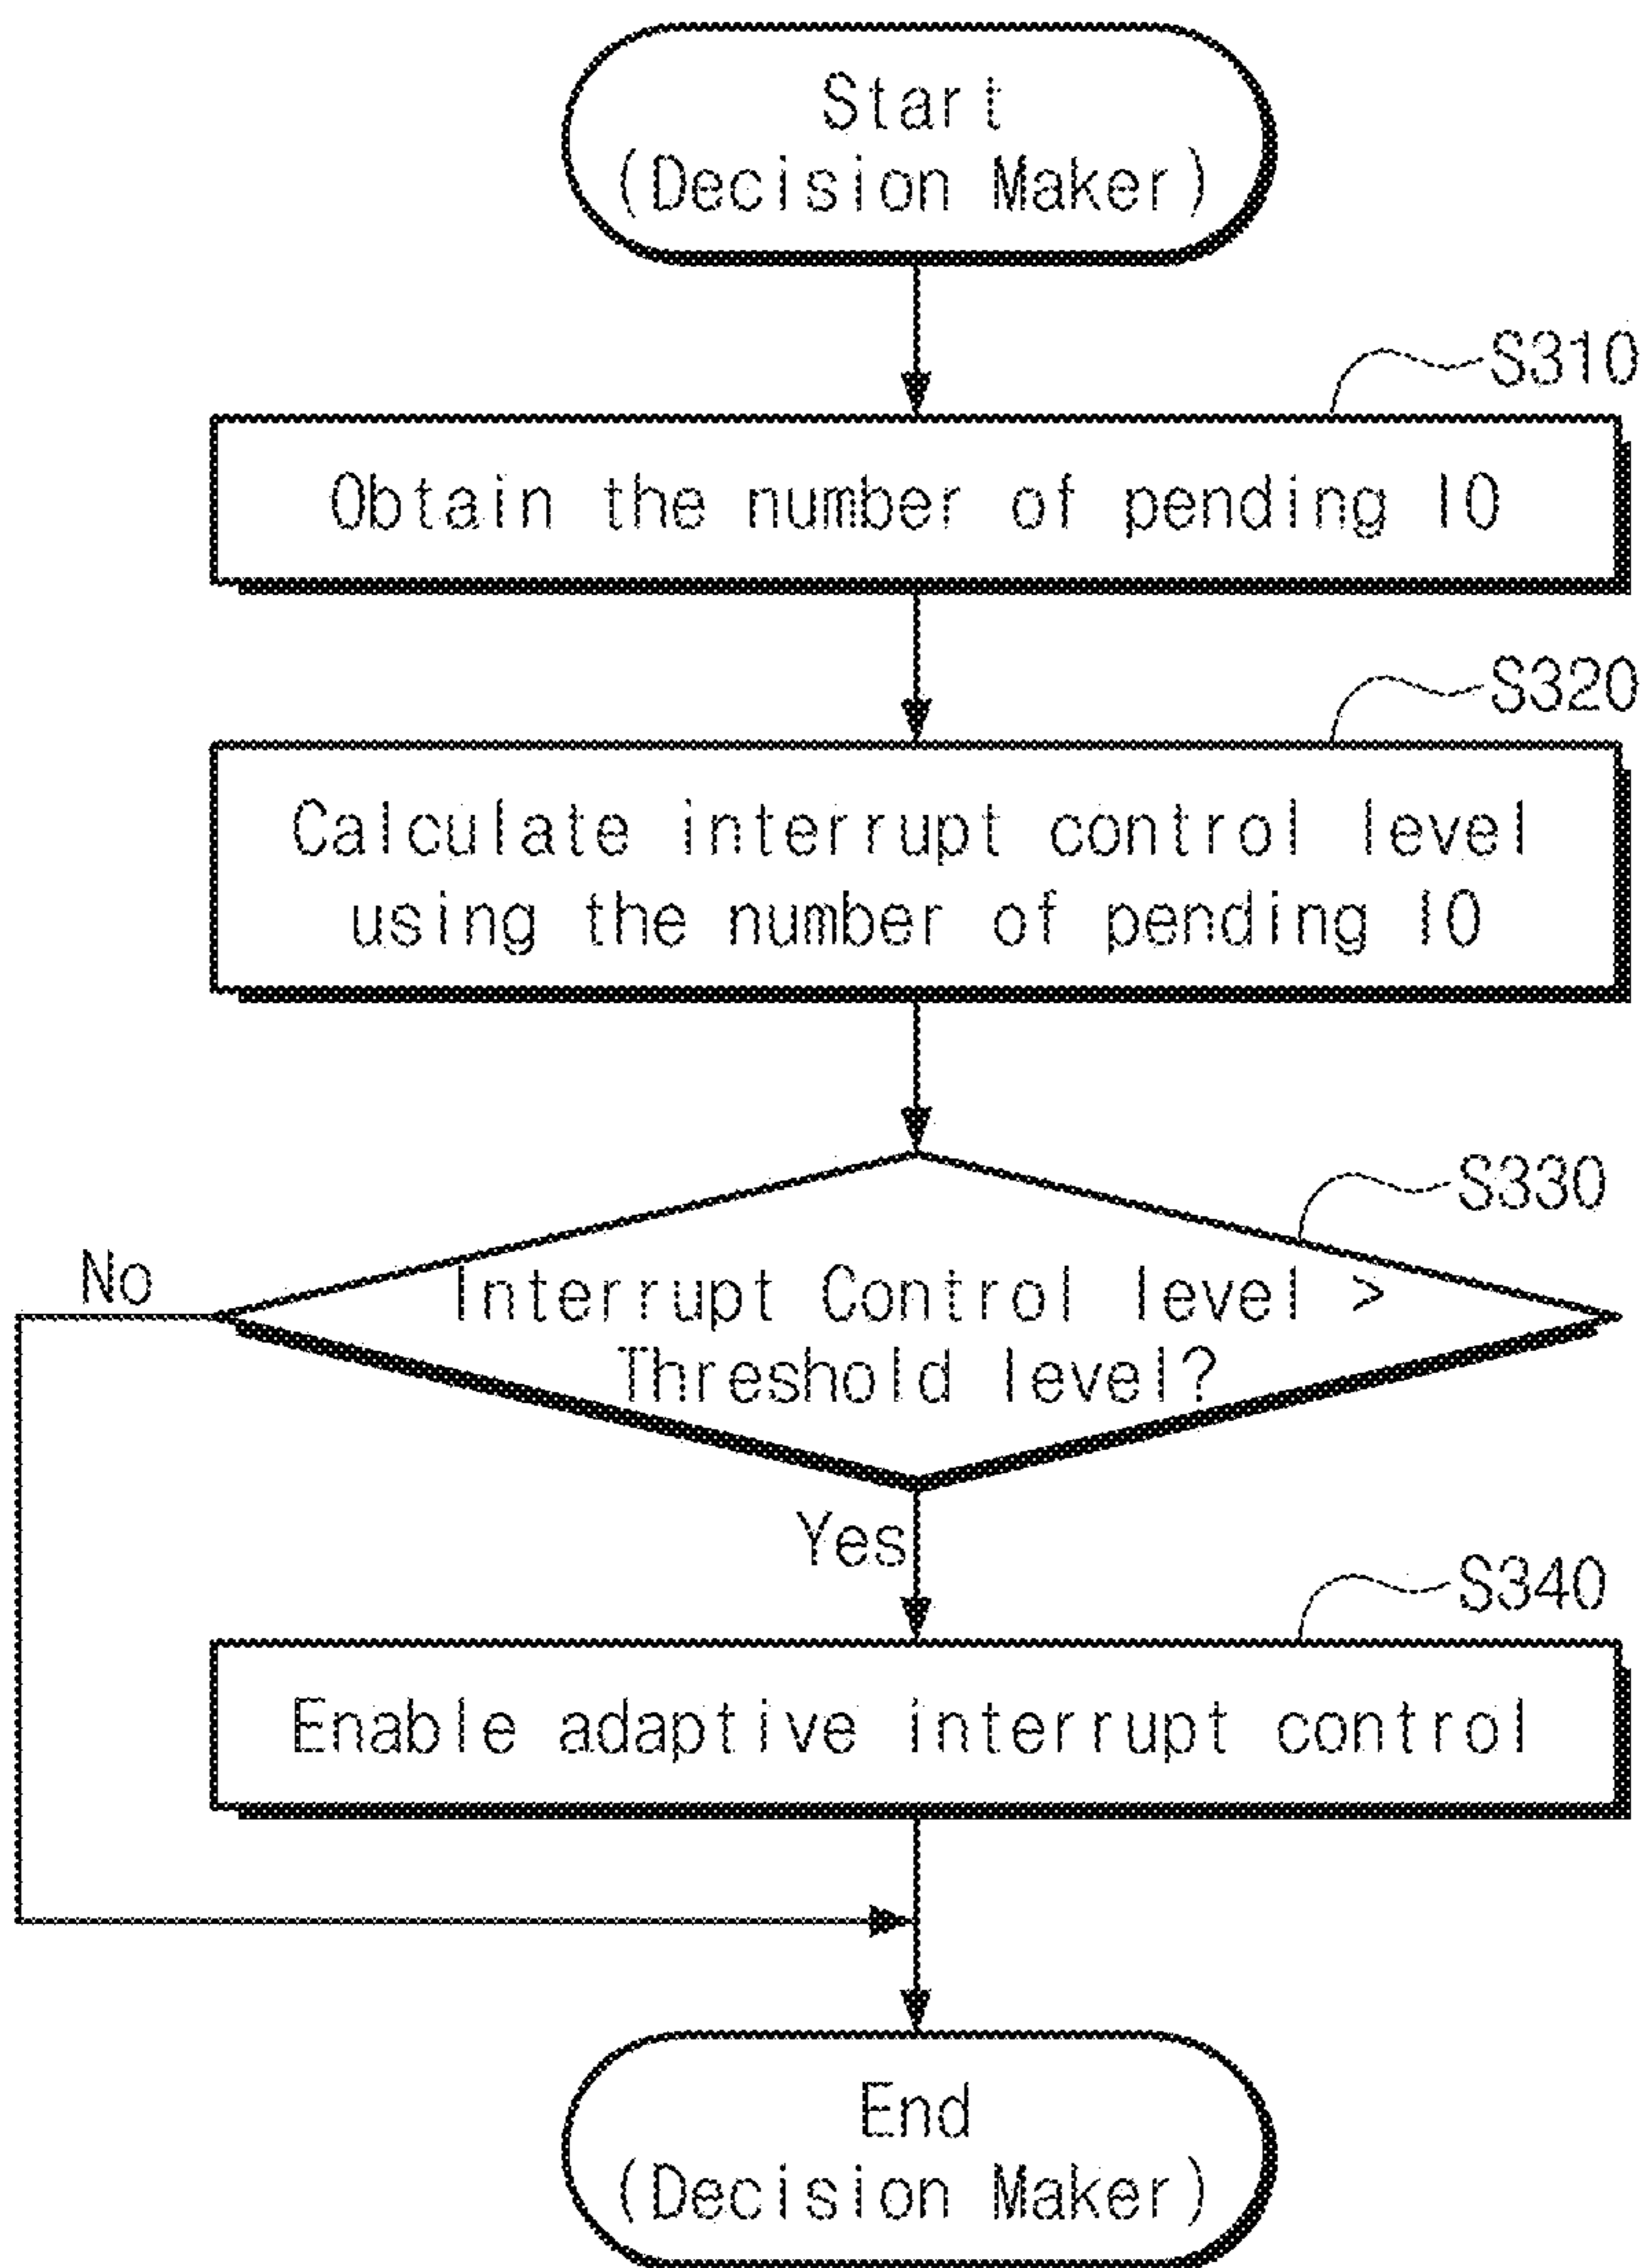 Start
(Decision Maker)
S310
Obtain the number of pending IO
S320
Calculate interrupt control level
using the number of pending IO
S330
No
Interrupt Control level >
Threshold level?
Yes
S340
Enable adaptive interrupt control
End
(Decision Maker)